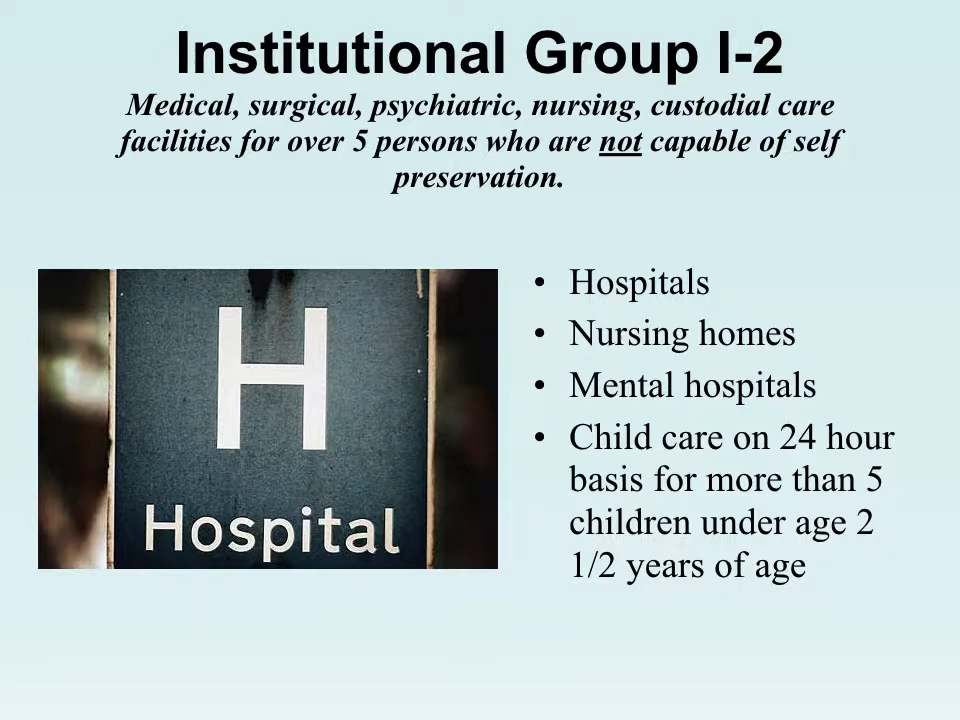 Institutional Group I-2
Medical, surgical, psychiatric, nursing, custodial care
facilities for over 5 persons who are not capable of self
preservation.
H
Hospital
• Hospitals
• Nursing homes
• Mental hospitals
• Child care on 24 hour
basis for more than 5
children under age 2
1/2 years of age